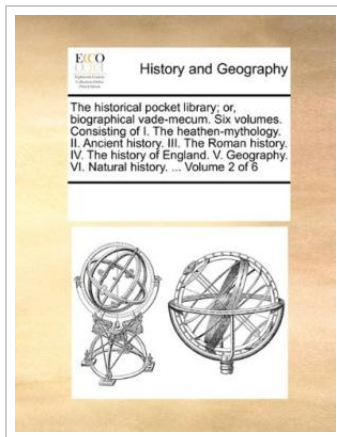 ECCO
History and Geography
The historical pocket library; or,
biographical vade-mecum. Six volumes.
Consisting of I. The heathen-mythology.
II. Ancient history. III. The Roman history.
IV. The history of England. V. Geography.
VI. Natural history. ... Volume 2 of 6